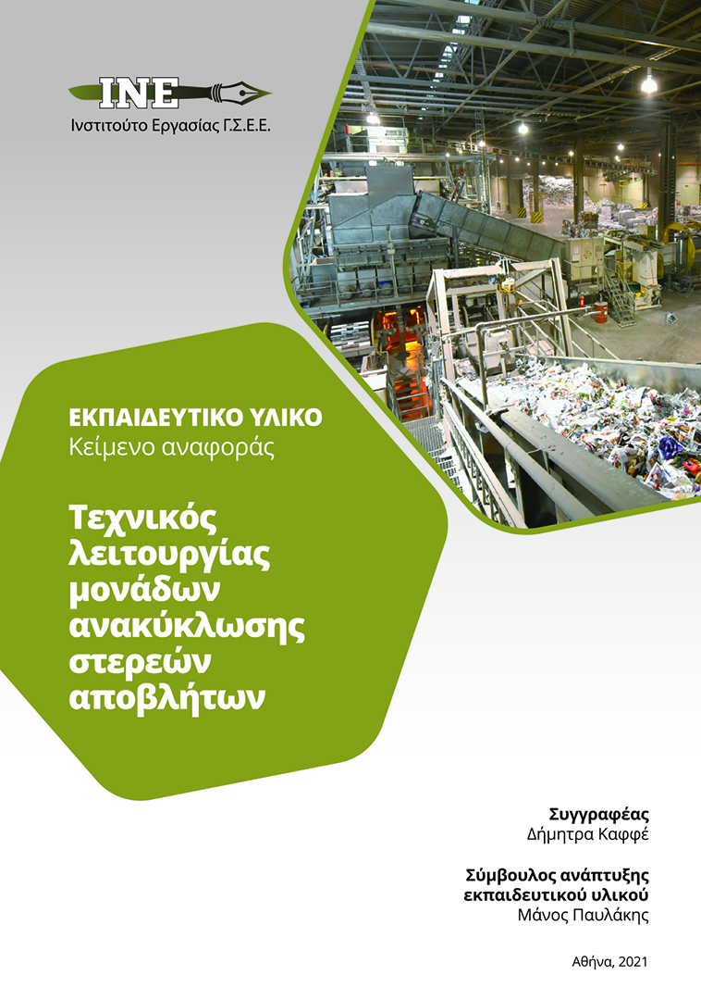 ΙΝΕ
Ινστιτούτο Εργασίας Γ.Σ.Ε.Ε.
ΕΚΠΑΙΔΕΥΤΙΚΟ ΥΛΙΚΟ
Κείμενο αναφοράς
Τεχνικός
λειτουργίας
μονάδων
ανακύκλωσης
στερεών
αποβλήτων
Συγγραφέας
Δήμητρα Καφφέ
Σύμβουλος ανάπτυξης
εκπαιδευτικού υλικού
Μάνος Παυλάκης
Αθήνα, 2021